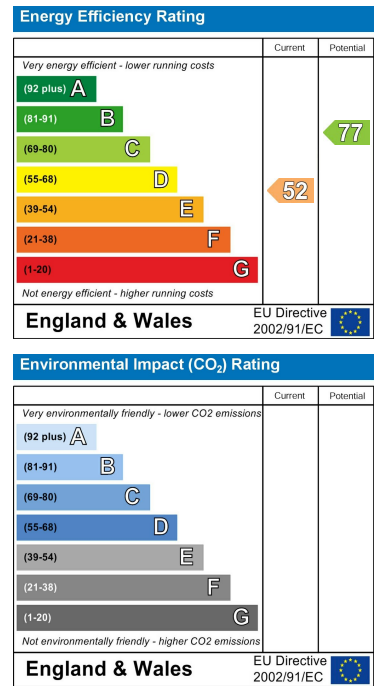 Energy Efficiency Rating
Current Potential
Very energy efficient - lower running costs
(92 plus) A
(81-91) B
(69-80) C
(55-68) D
(39-54) E
(21-38) F
(1-20) G
77
52
Not energy efficient - higher running costs
England & Wales
EU Directive
2002/91/EC
Environmental Impact (CO₂) Rating
Current Potential
Very environmentally friendly - lower CO2 emissions
(92 plus) A
(81-91) B
(69-80) C
(55-68) D
(39-54) E
(21-38) F
(1-20) G
Not environmentally friendly - higher CO2 emissions
England & Wales
EU Directive
2002/91/EC